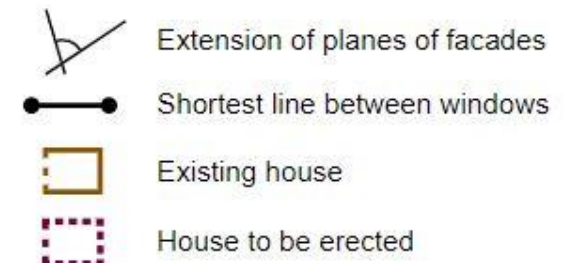 Extension of planes of facades
Shortest line between windows
Existing house
House to be erected